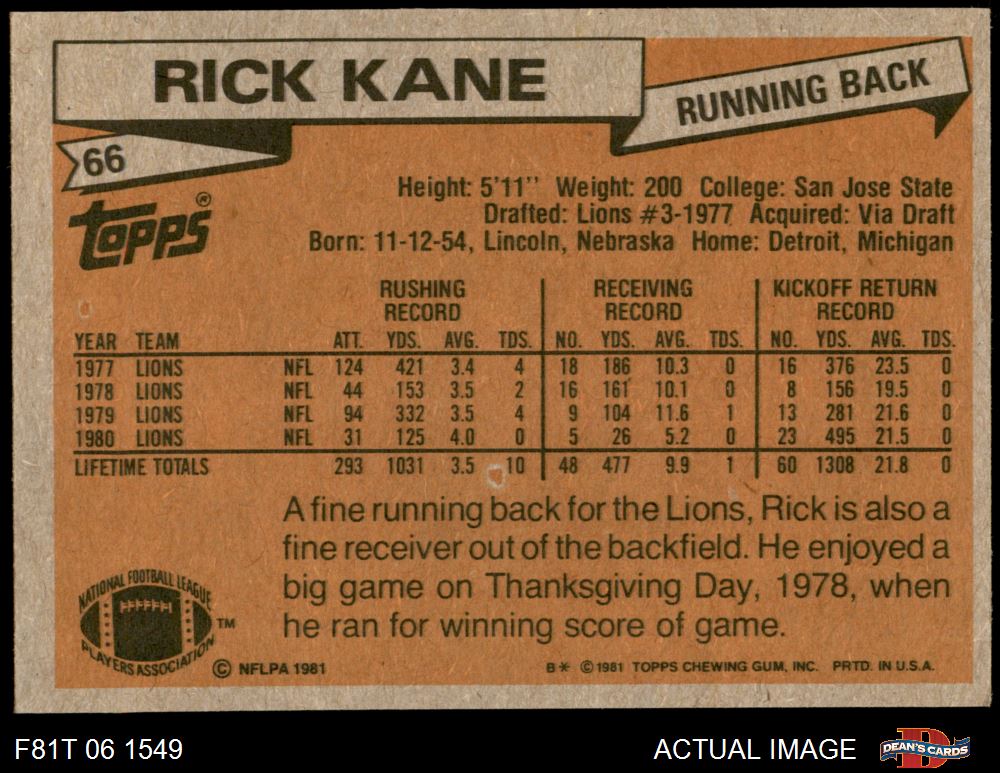 RICK KANE
RUNNING BACK
66
TOPPS®
Height: 5'11" Weight: 200 College: San Jose State
Drafted: Lions #3-1977 Acquired: Via Draft
Born: 11-12-54, Lincoln, Nebraska Home: Detroit, Michigan
RUSHING RECEIVING KICKOFF RETURN
RECORD RECORD RECORD
YEAR TEAM ATT. YDS. AVG. TDS. NO. YDS. AVG. TDS. NO. YDS. AVG. TDS.
1977 LIONS NFL 124 421 3.4 4 18 186 10.3 0 16 376 23.5 0
1978 LIONS NFL 44 153 3.5 2 16 161 10.1 0 8 156 19.5 0
1979 LIONS NFL 94 332 3.5 4 9 104 11.6 1 13 281 21.6 0
1980 LIONS NFL 31 125 4.0 0 5 26 5.2 0 23 495 21.5 0
LIFETIME TOTALS 293 1031 3.5 10 48 477 9.9 1 60 1308 21.8 0
A fine running back for the Lions, Rick is also a
fine receiver out of the backfield. He enjoyed a
big game on Thanksgiving Day, 1978, when
he ran for winning score of game.
NATIONAL FOOTBALL LEAGUE
PLAYERS ASSOCIATION
TM
© NFLPA 1981
B* © 1981 TOPPS CHEWING GUM, INC. PRTD. IN U.S.A.
F81T 06 1549
ACTUAL IMAGE
D
DEAN'S CARDS